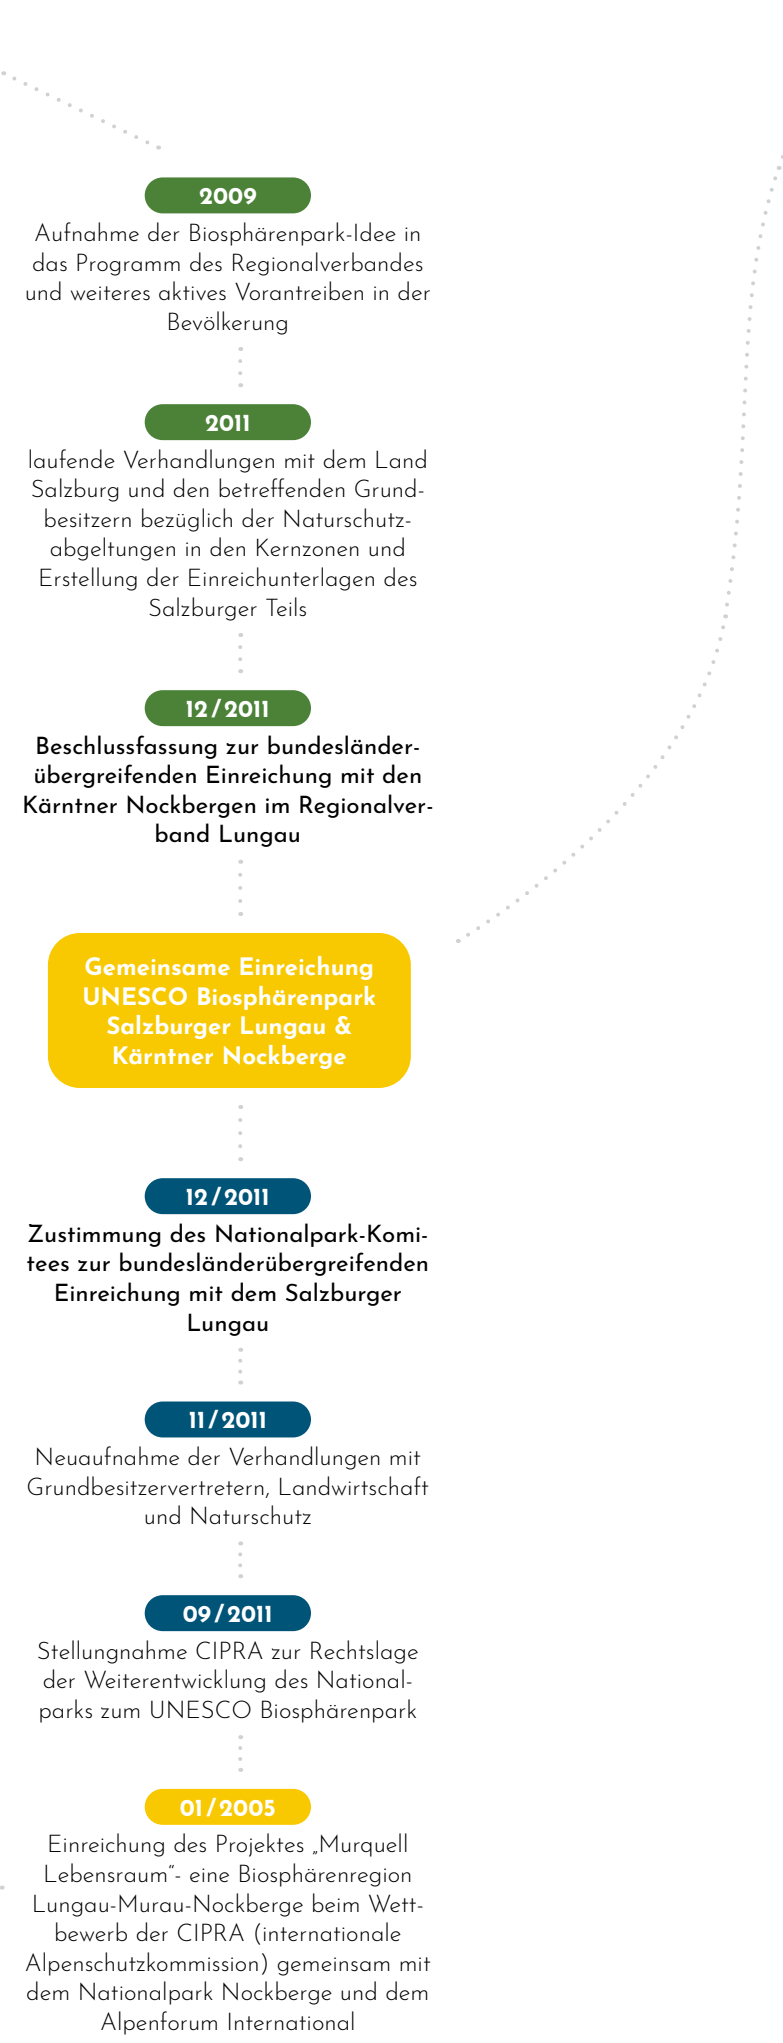 2009
Aufnahme der Biosphärenpark-Idee in
das Programm des Regionalverbandes
und weiteres aktives Vorantreiben in der
Bevölkerung
2011
laufende Verhandlungen mit dem Land
Salzburg und den betreffenden Grund-
besitzern bezüglich der Naturschutz-
abgeltungen in den Kernzonen und
Erstellung der Einreichunterlagen des
Salzburger Teils
12/2011
Beschlussfassung zur bundesländer-
übergreifenden Einreichung mit den
Kärntner Nockbergen im Regionalver-
band Lungau
Gemeinsame Einreichung
UNESCO Biosphärenpark
Salzburger Lungau &
Kärntner Nockberge
12/2011
Zustimmung des Nationalpark-Komi-
tees zur bundesländerübergreifenden
Einreichung mit dem Salzburger
Lungau
11/2011
Neuaufnahme der Verhandlungen mit
Grundbesitzervertretern, Landwirtschaft
und Naturschutz
09/2011
Stellungnahme CIPRA zur Rechtslage
der Weiterentwicklung des National-
parks zum UNESCO Biosphärenpark
01/2005
Einreichung des Projektes „Murquell
Lebensraum“- eine Biosphärenregion
Lungau-Murau-Nockberge beim Wett-
bewerb der CIPRA (internationale
Alpenschutzkommission) gemeinsam mit
dem Nationalpark Nockberge und dem
Alpenforum International